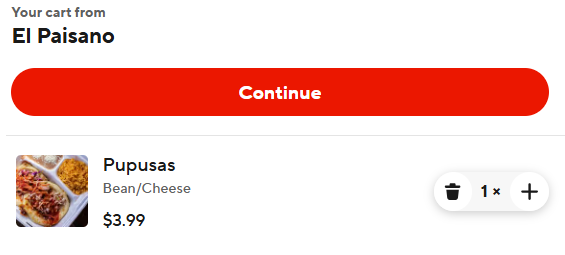 Your cart from
El Paisano
Continue
Pupusas
Bean/Cheese
$3.99
1 ×